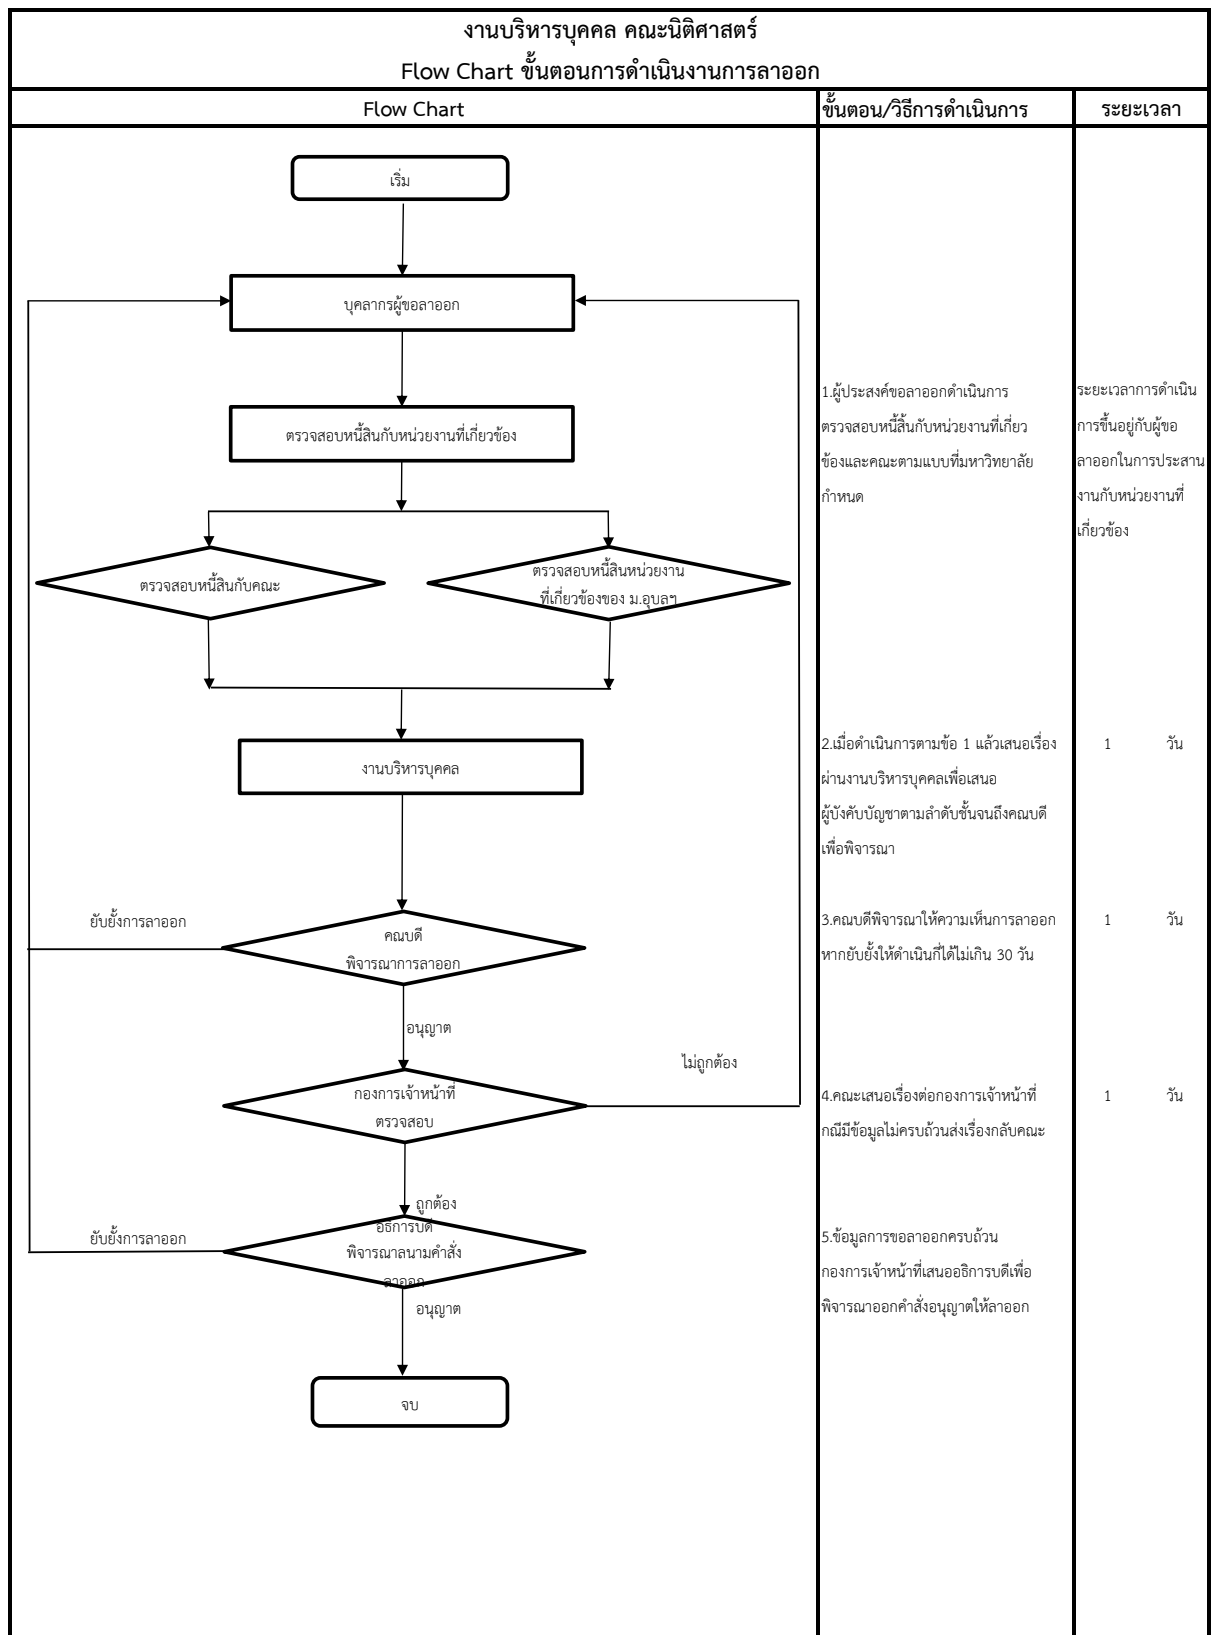 งานบริหารบุคคล คณะนิติศาสตร์
Flow Chart ขั้นตอนการดำเนินงานการลาออก
Flow Chart
ขั้นตอน/วิธีการดำเนินการ
ระยะเวลา
เริ่ม
บุคลากรผู้ขอลาออก
ตรวจสอบหนี้สินกับหน่วยงานที่เกี่ยวข้อง
1.ผู้ประสงค์ขอลาออกดำเนินการ
ตรวจสอบหนี้สิ้นกับหน่วยงานที่เกี่ยว
ข้องและคณะตามแบบที่มหาวิทยาลัย
กำหนด
ระยะเวลาการดำเนิน
การขึ้นอยู่กับผู้ขอ
ลาออกในการประสาน
งานกับหน่วยงานที่
เกี่ยวข้อง
ตรวจสอบหนี้สินกับคณะ
ตรวจสอบหนี้สินหน่วยงาน
ที่เกี่ยวข้องของ ม.อุบลฯ
งานบริหารบุคคล
2.เมื่อดำเนินการตามข้อ 1 แล้วเสนอเรื่อง
ผ่านงานบริหารบุคคลเพื่อเสนอ
ผู้บังคับบัญชาตามลำดับชั้นจนถึงคณบดี
เพื่อพิจารณา
1 วัน
ยับยั้งการลาออก
คณบดี
พิจารณาการลาออก
3.คณบดีพิจารณาให้ความเห็นการลาออก
หากยับยั้งให้ดำเนินกี่ได้ไม่เกิน 30 วัน
1 วัน
อนุญาต
ไม่ถูกต้อง
กองการเจ้าหน้าที่
ตรวจสอบ
4.คณะเสนอเรื่องต่อกองการเจ้าหน้าที่
กณีมีข้อมูลไม่ครบถ้วนส่งเรื่องกลับคณะ
1 วัน
ถูกต้อง
ยับยั้งการลาออก
อธิการบดี
พิจารณาลนามคำสั่ง
ลาออก
5.ข้อมูลการขอลาออกครบถ้วน
กองการเจ้าหน้าที่เสนออธิการบดีเพื่อ
พิจารณาออกคำสั่งอนุญาตให้ลาออก
อนุญาต
จบ